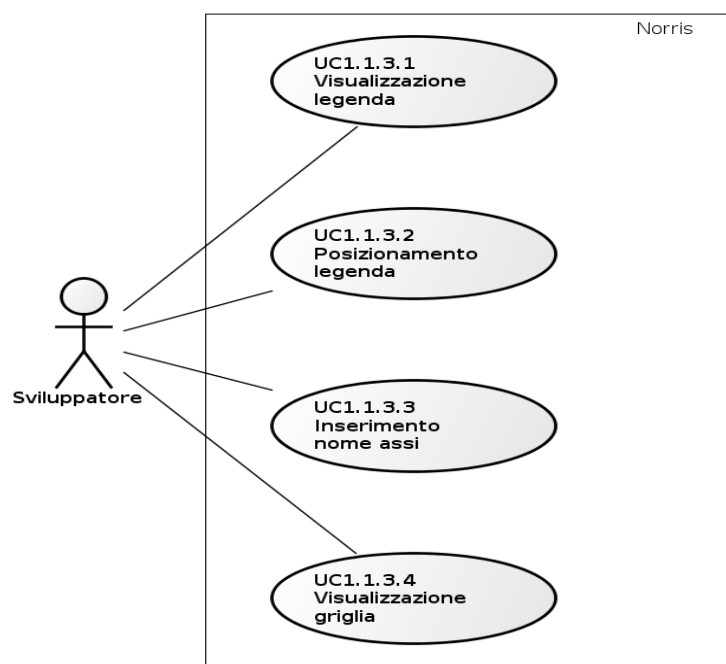 Norris
UC1.1.3.1
Visualizzazione
legenda
UC1.1.3.2
Posizionamento
legenda
Sviluppatore
UC1.1.3.3
Inserimento
nome assi
UC1.1.3.4
Visualizzazione
griglia